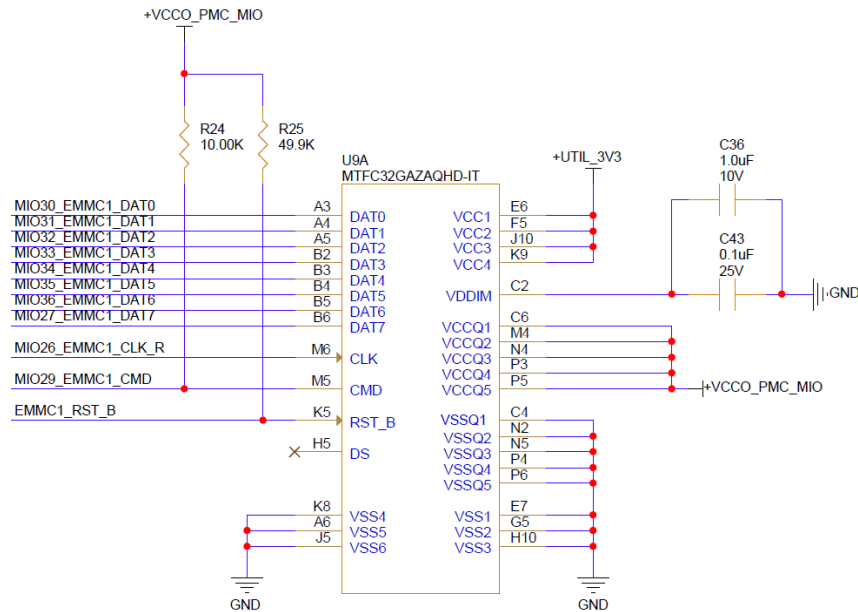 +VCCO_PMC_MIO
R24
10.00K
R25
49.9K
U9A
MTFC32GAZAQHD-IT
+UTIL_3V3
C36
1.0uF
10V
C43
0.1uF
25V
GND
MIO30_EMMC1_DAT0 A3 DAT0
MIO31_EMMC1_DAT1 A4 DAT1
MIO32_EMMC1_DAT2 A5 DAT2
MIO33_EMMC1_DAT3 B2 DAT3
MIO34_EMMC1_DAT4 B3 DAT4
MIO35_EMMC1_DAT5 B4 DAT5
MIO36_EMMC1_DAT6 B5 DAT6
MIO27_EMMC1_DAT7 B6 DAT7
MIO26_EMMC1_CLK_R M6 CLK
MIO29_EMMC1_CMD M5 CMD
EMMC1_RST_B K5 RST_B
H5 DS
K8 VSS4
A6 VSS5
J5 VSS6
GND
VCC1 E6
VCC2 F5
VCC3 J10
VCC4 K9
VDDIM C2
VCCQ1 C6
VCCQ2 M4
VCCQ3 N4
VCCQ4 P3
VCCQ5 P5
+VCCO_PMC_MIO
VSSQ1 C4
VSSQ2 N2
VSSQ3 N5
VSSQ4 P4
VSSQ5 P6
VSS1 E7
VSS2 G5
VSS3 H10
GND